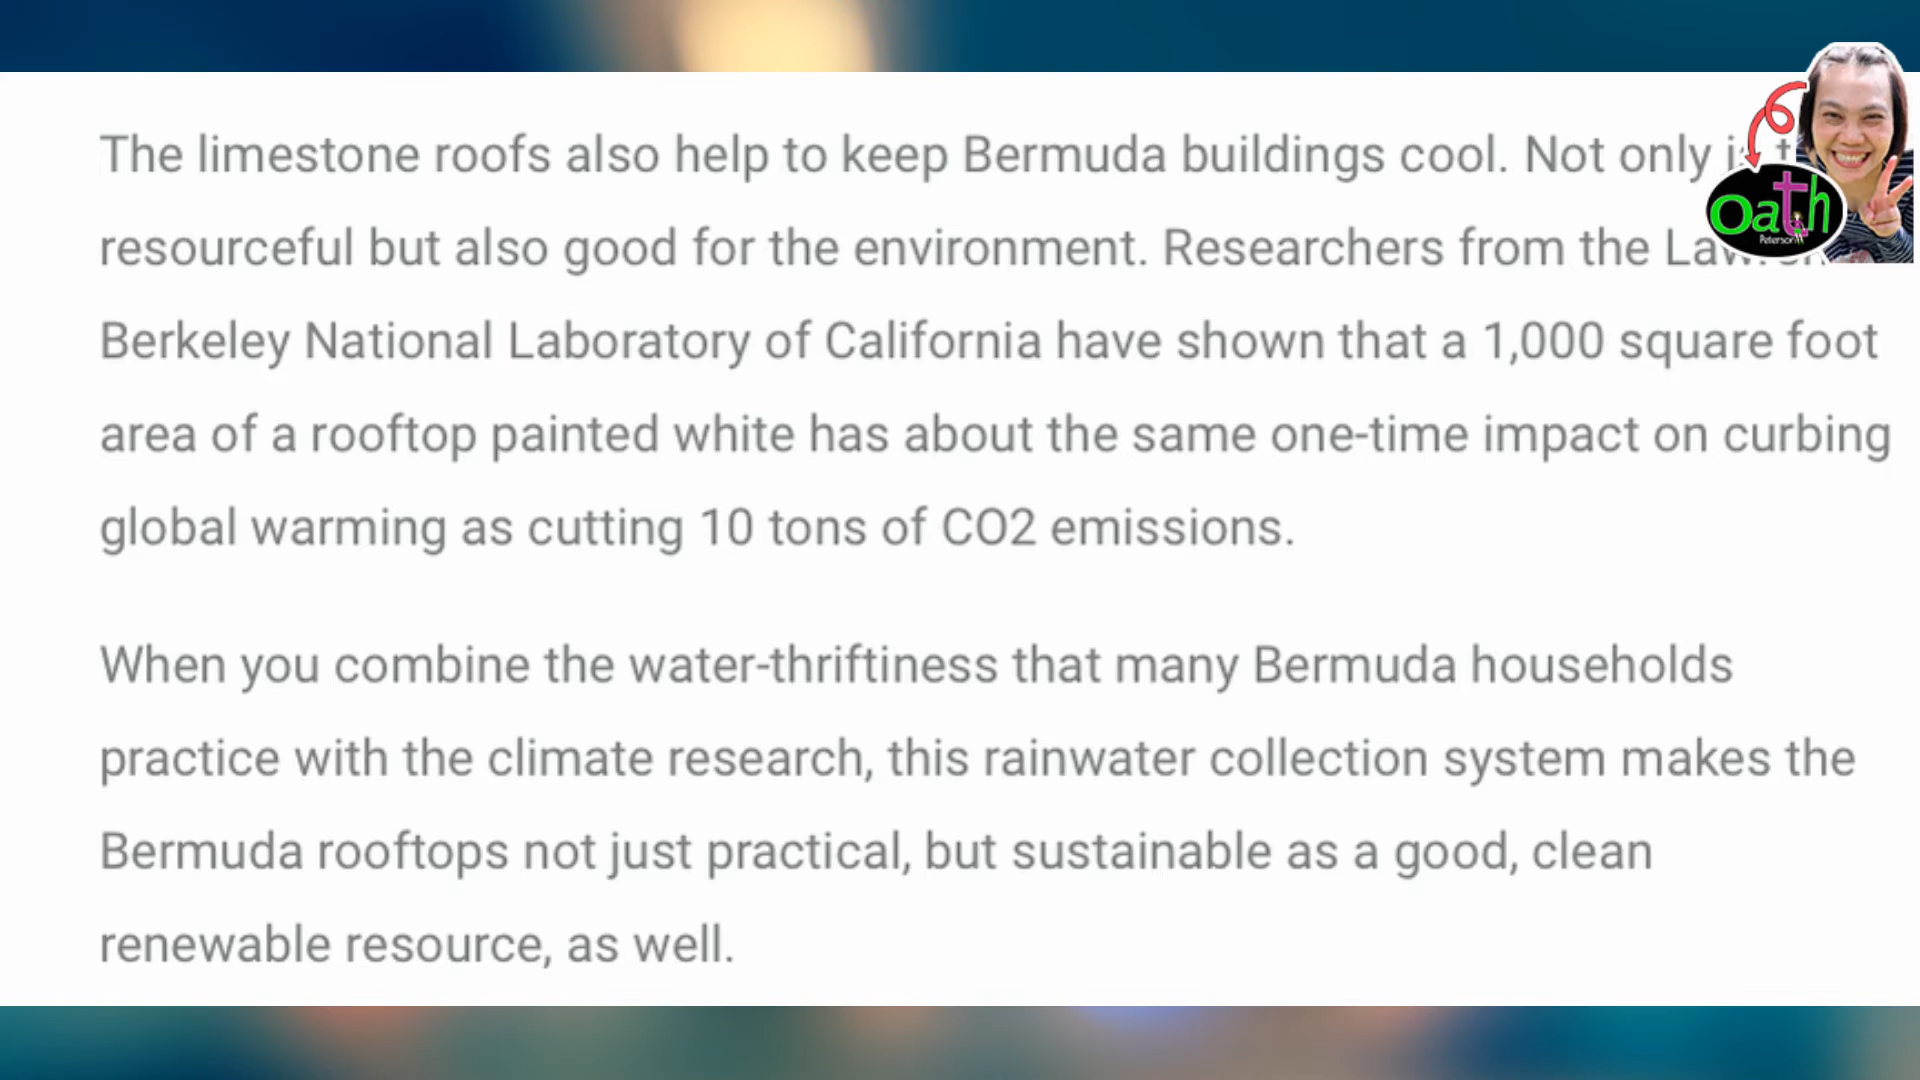 The limestone roofs also help to keep Bermuda buildings cool. Not only
resourceful but also good for the environment. Researchers from the
Berkeley National Laboratory of California have shown that a 1,000 square foot
area of a rooftop painted white has about the same one-time impact on curbing
global warming as cutting 10 tons of CO2 emissions.
When you combine the water-thriftiness that many Bermuda households
practice with the climate research, this rainwater collection system makes the
Bermuda rooftops not just practical, but sustainable as a good, clean
renewable resource, as well.
Oath
Peterson